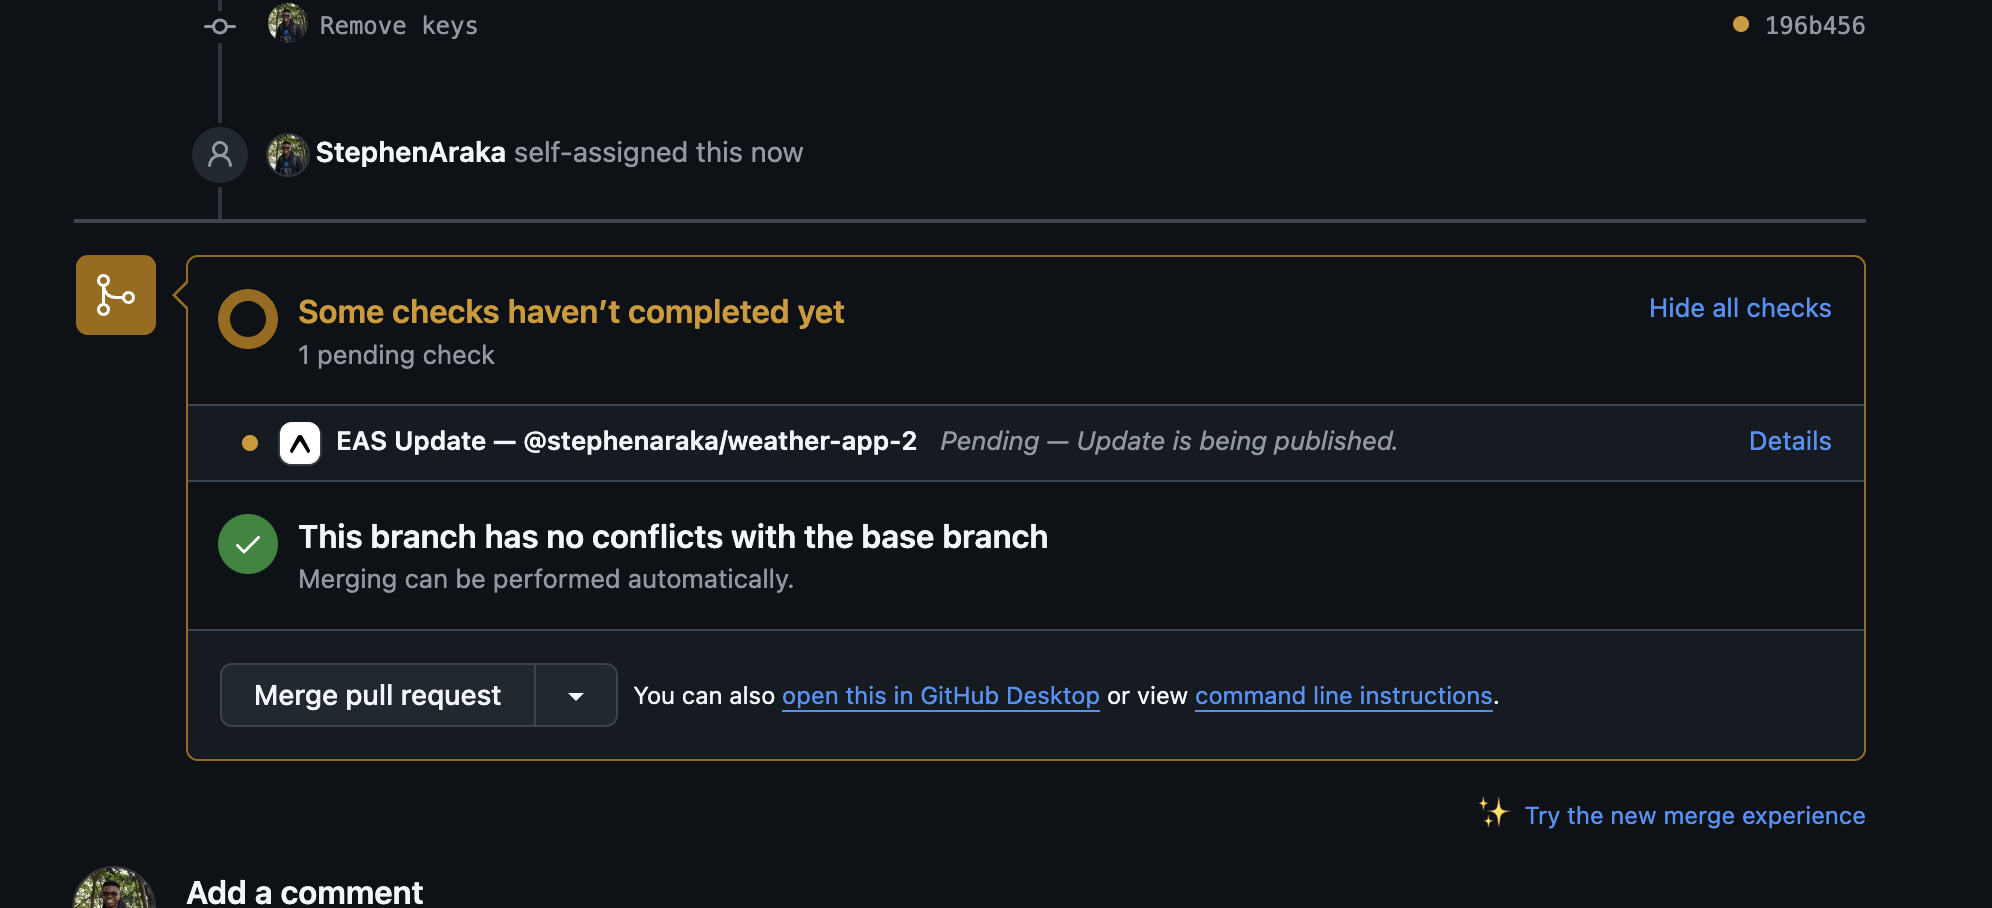 Remove keys 196b456
StephenAraka self-assigned this now
Some checks haven’t completed yet Hide all checks
1 pending check
EAS Update — @stephenaraka/weather-app-2 Pending — Update is being published. Details
This branch has no conflicts with the base branch
Merging can be performed automatically.
Merge pull request You can also open this in GitHub Desktop or view command line instructions.
Try the new merge experience
Add a comment